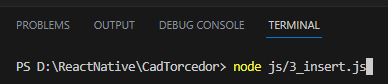 PROBLEMS OUTPUT DEBUG CONSOLE TERMINAL
PS D:\ReactNative\CadTorcedor> node js/3_insert.js